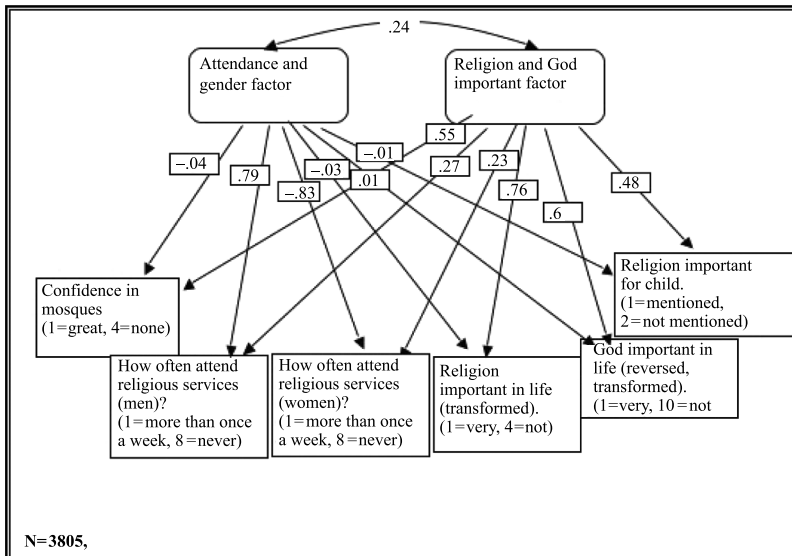 .24
Attendance and
gender factor
Religion and God
important factor
.55
–.04
–.01
.79
–.03
.27
.23
–.83
.01
.76
.48
.6
Confidence in
mosques
(1=great, 4=none)
Religion important
for child.
(1=mentioned,
2=not mentioned)
How often attend
religious services
(men)?
(1=more than once
a week, 8=never)
How often attend
religious services
(women)?
(1=more than once
a week, 8=never)
Religion
important in life
(transformed).
(1=very, 4=not)
God important in
life (reversed,
transformed).
(1=very, 10=not
N=3805,